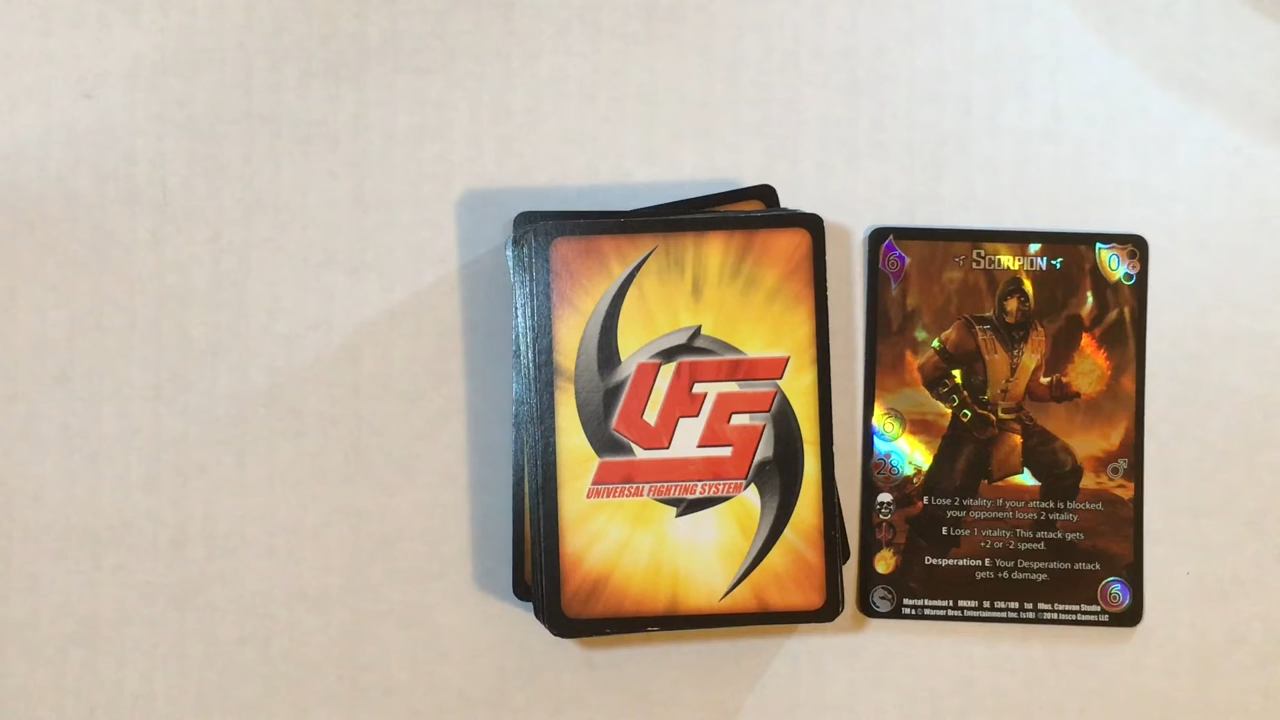 UFS
UNIVERSAL FIGHTING SYSTEM
6
SCORPION
0
6
28
E Lose 2 vitality: If your attack is blocked,
your opponent loses 2 vitality.
E Lose 1 vitality: This attack gets
+2 or -2 speed.
Desperation E: Your Desperation attack
gets +6 damage.
6
Mortal Kombat X MKX01 SE 136/189 1st Illus. Caravan Studio
TM & © Warner Bros. Entertainment Inc. (s18) ©2018 Jasco Games LLC